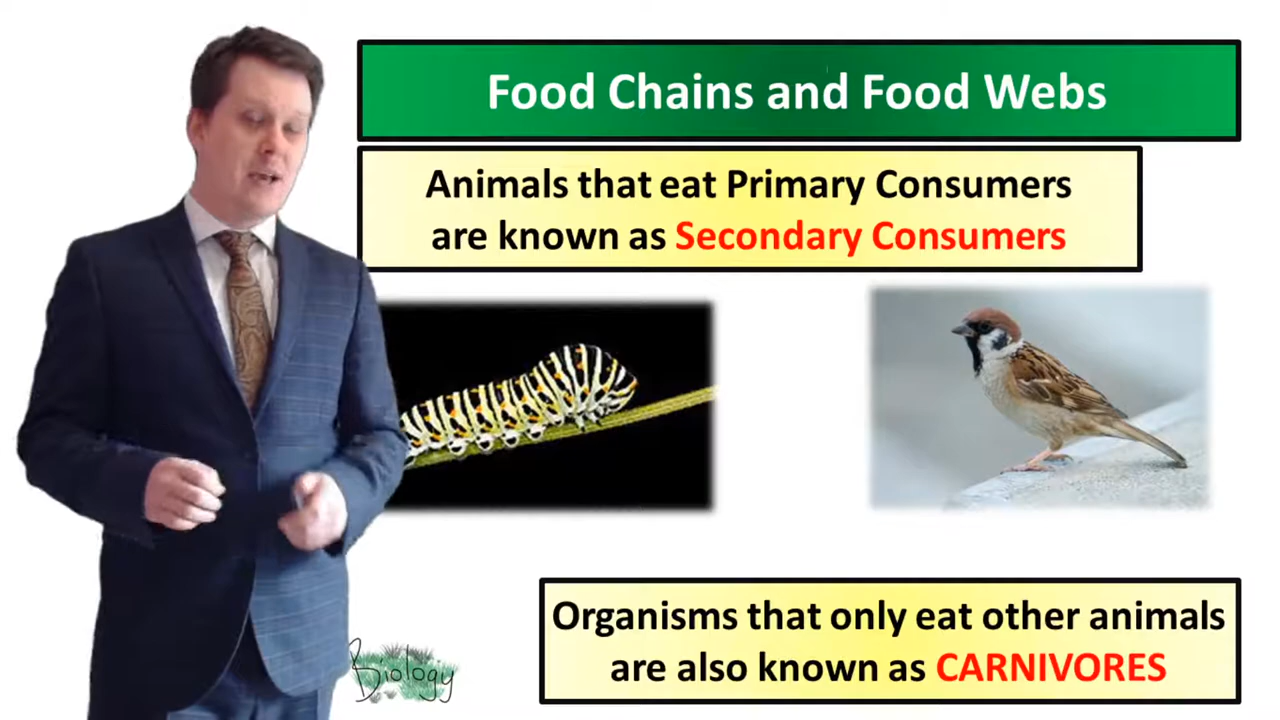 Food Chains and Food Webs
Animals that eat Primary Consumers
are known as Secondary Consumers
Organisms that only eat other animals
are also known as CARNIVORES
Biology